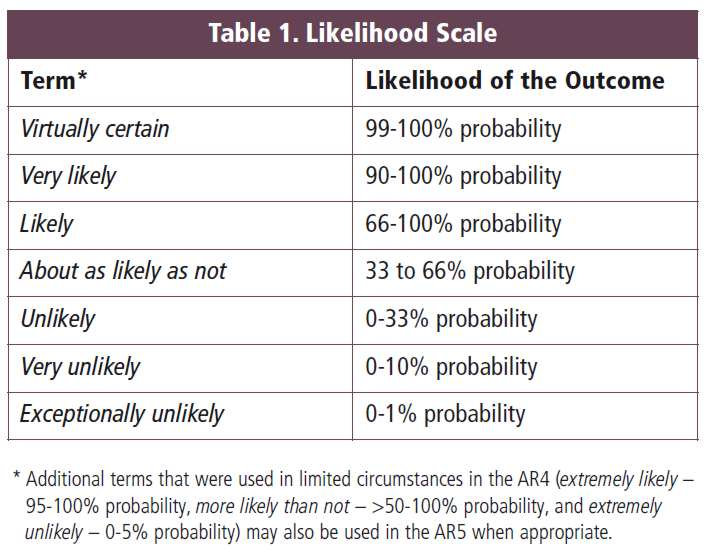 Table 1. Likelihood Scale
Term* Likelihood of the Outcome
Virtually certain 99-100% probability
Very likely 90-100% probability
Likely 66-100% probability
About as likely as not 33 to 66% probability
Unlikely 0-33% probability
Very unlikely 0-10% probability
Exceptionally unlikely 0-1% probability
* Additional terms that were used in limited circumstances in the AR4 (extremely likely –
95-100% probability, more likely than not – >50-100% probability, and extremely
unlikely – 0-5% probability) may also be used in the AR5 when appropriate.